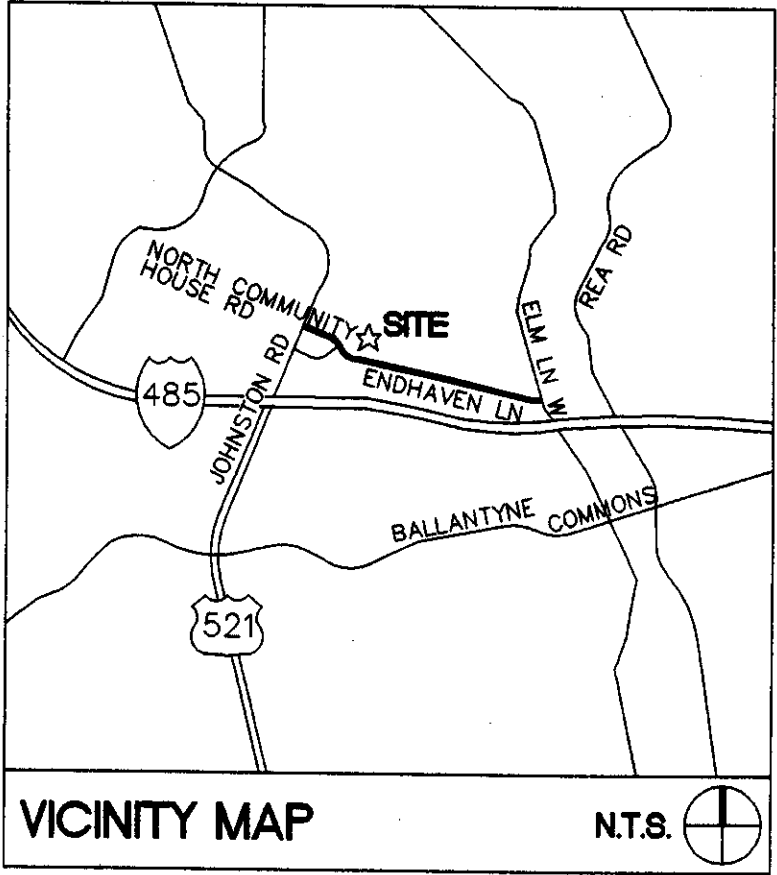 NORTH COMMUNITY
HOUSE RD
SITE
REA RD
ELM LN W
ENDHAVEN LN
JOHNSTON RD
485
BALLANTYNE COMMONS
521
VICINITY MAP
N.T.S.